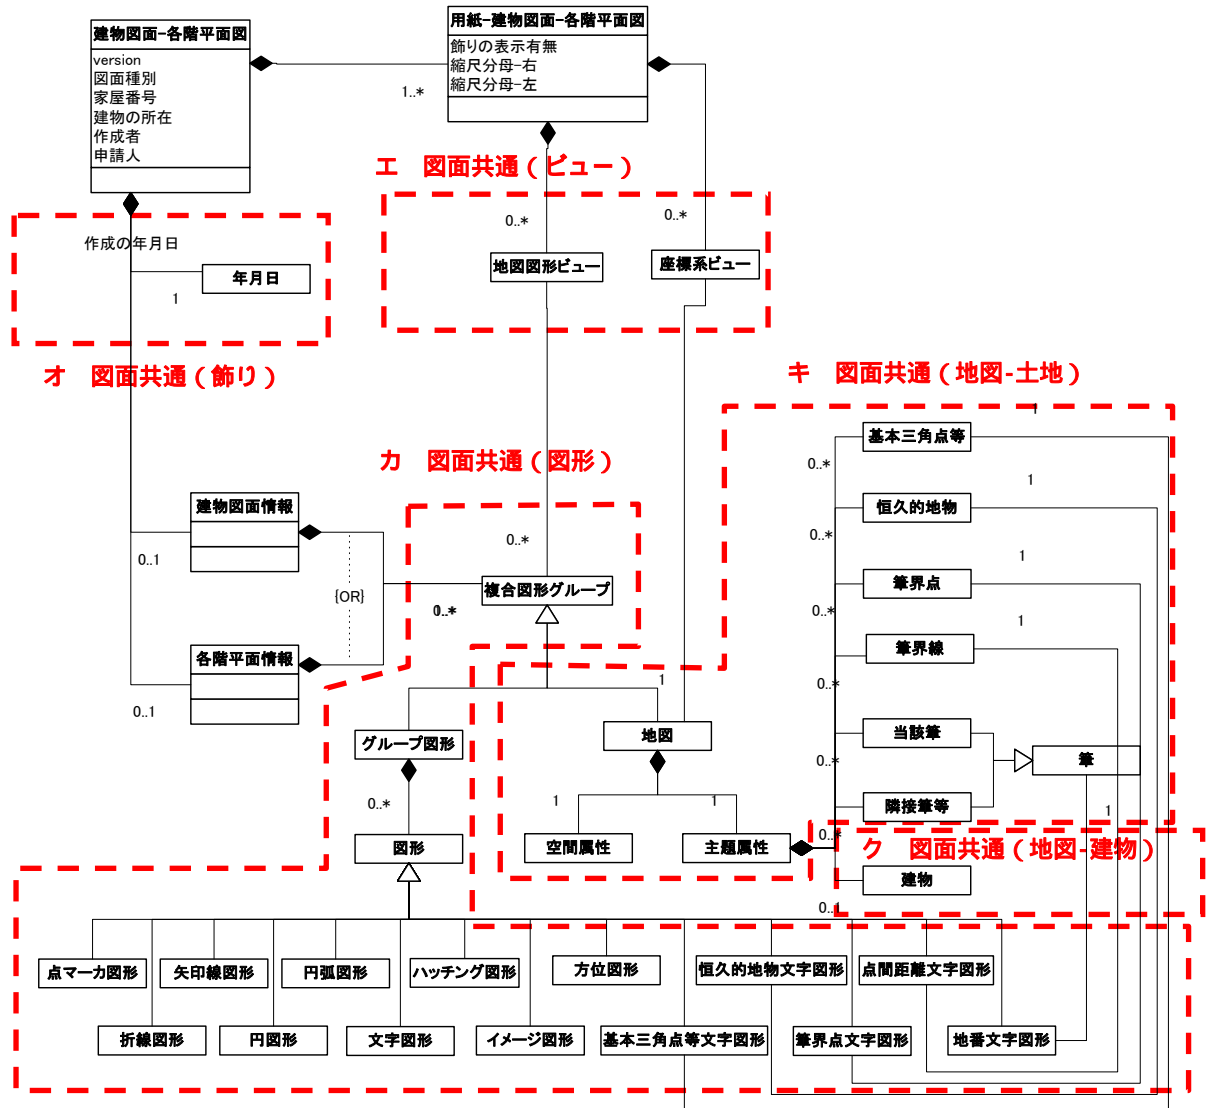 建物図面-各階平面図
version
図面種別
家屋番号
建物の所在
作成者
申請人
用紙-建物図面-各階平面図
飾りの表示有無
縮尺分母-右
縮尺分母-左
1..*
エ 図面共通(ビュー)
0..*
0..*
地図図形ビュー
座標系ビュー
作成の年月日
年月日
1
オ 図面共通(飾り)
キ 図面共通(地図-土地)
カ 図面共通(図形)
1
基本三角点等
0..*
1
恒久的地物
0..*
1
筆界点
0..*
1
筆界線
0..*
当該筆
0..*
筆
隣接筆等
1
0..*
建物図面情報
0..1
{OR}
各階平面情報
0..1
0..*
複合図形グループ
0..*
1
グループ図形
地図
0..*
1
1
図形
空間属性
主題属性
ク 図面共通(地図-建物)
建物
0..1
点マーカ図形
矢印線図形
円弧図形
ハッチング図形
方位図形
恒久的地物文字図形
点間距離文字図形
折線図形
円図形
文字図形
イメージ図形
基本三角点等文字図形
筆界点文字図形
地番文字図形